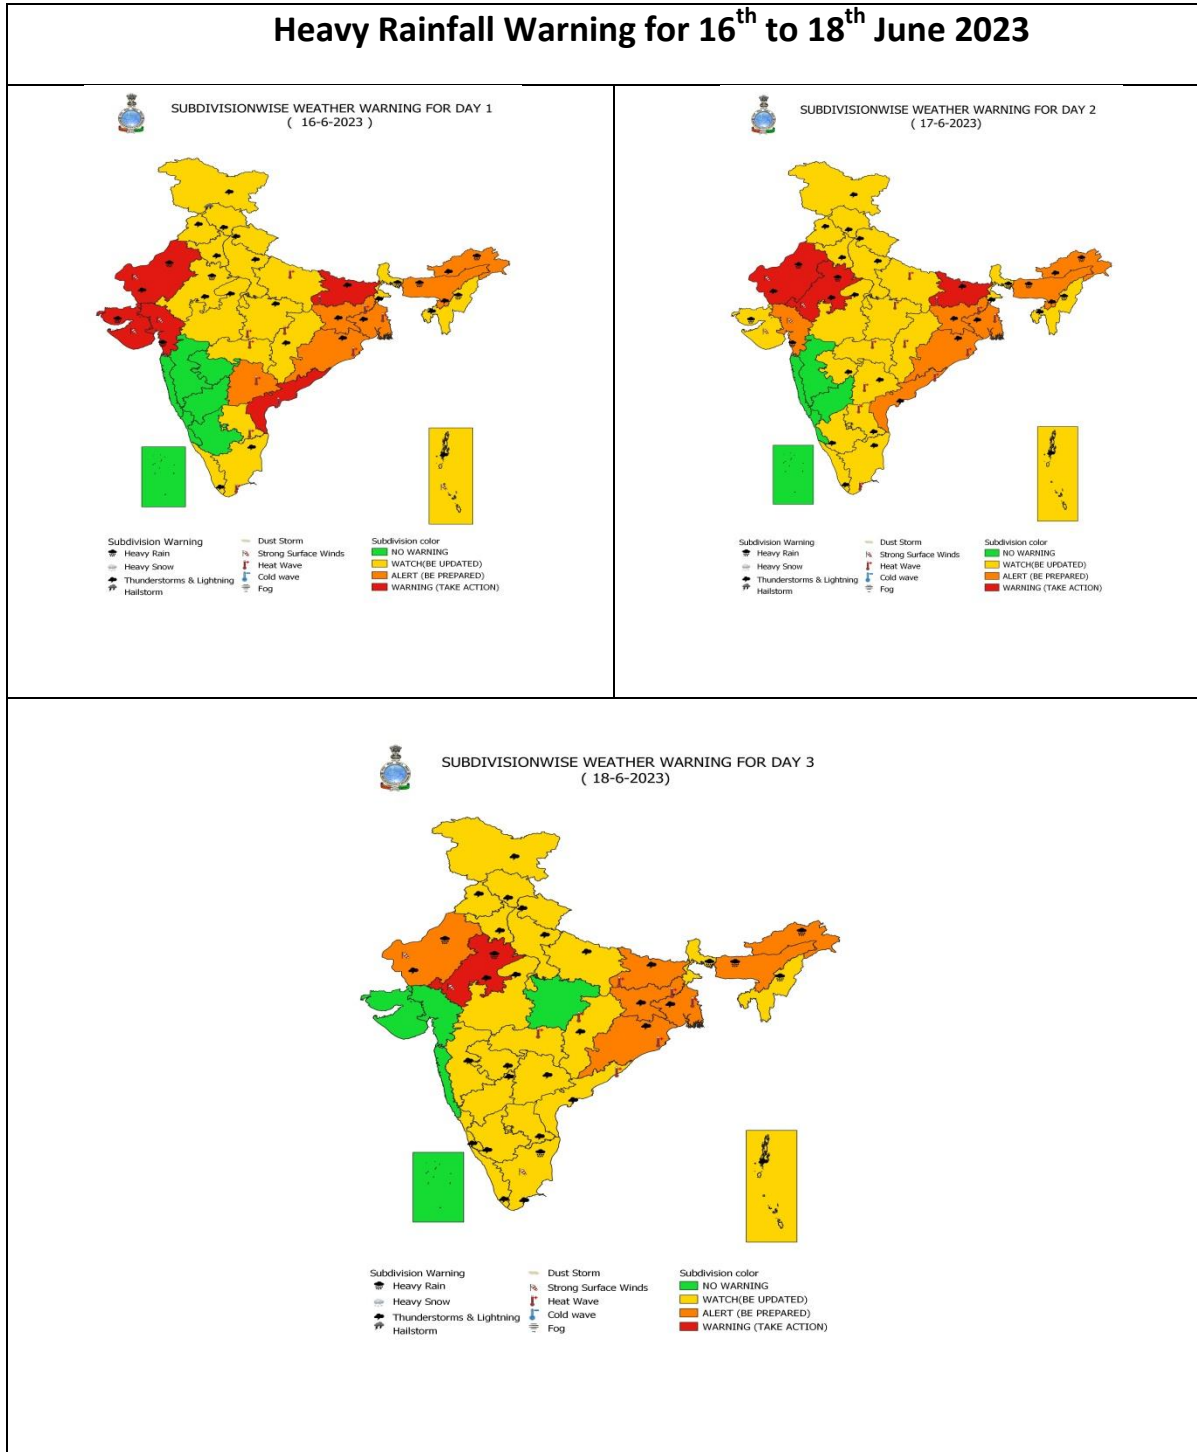 Heavy Rainfall Warning for 16th to 18th June 2023
SUBDIVISIONWISE WEATHER WARNING FOR DAY 1
( 16-6-2023 )
Subdivision Warning
Heavy Rain
Heavy Snow
Thunderstorms & Lightning
Hailstorm
Dust Storm
Strong Surface Winds
Heat Wave
Cold wave
Fog
Subdivision color
NO WARNING
WATCH(BE UPDATED)
ALERT (BE PREPARED)
WARNING (TAKE ACTION)
SUBDIVISIONWISE WEATHER WARNING FOR DAY 2
( 17-6-2023)
Subdivision Warning
Heavy Rain
Heavy Snow
Thunderstorms & Lightning
Hailstorm
Dust Storm
Strong Surface Winds
Heat Wave
Cold wave
Fog
Subdivision color
NO WARNING
WATCH(BE UPDATED)
ALERT (BE PREPARED)
WARNING (TAKE ACTION)
SUBDIVISIONWISE WEATHER WARNING FOR DAY 3
( 18-6-2023)
Subdivision Warning
Heavy Rain
Heavy Snow
Thunderstorms & Lightning
Hailstorm
Dust Storm
Strong Surface Winds
Heat Wave
Cold wave
Fog
Subdivision color
NO WARNING
WATCH(BE UPDATED)
ALERT (BE PREPARED)
WARNING (TAKE ACTION)